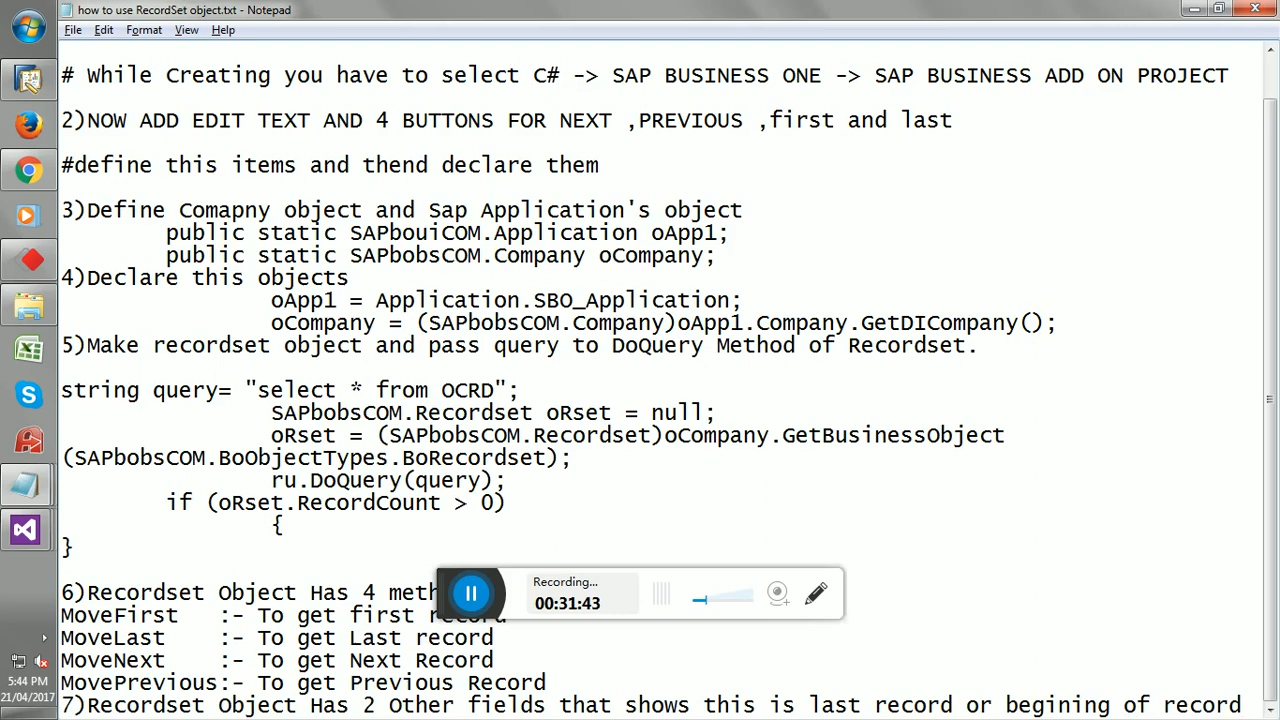 how to use RecordSet object.txt - Notepad
File Edit Format View Help
# While Creating you have to select C# -> SAP BUSINESS ONE -> SAP BUSINESS ADD ON PROJECT
2)NOW ADD EDIT TEXT AND 4 BUTTONS FOR NEXT ,PREVIOUS ,first and last
#define this items and thend declare them
3)Define Comapny object and Sap Application's object
public static SAPbouiCOM.Application oApp1;
public static SAPbobsCOM.Company oCompany;
4)Declare this objects
oApp1 = Application.SBO_Application;
oCompany = (SAPbobsCOM.Company)oApp1.Company.GetDICompany();
5)Make recordset object and pass query to DoQuery Method of Recordset.
string query= "select * from OCRD";
SAPbobsCOM.Recordset oRset = null;
oRset = (SAPbobsCOM.Recordset)oCompany.GetBusinessObject
(SAPbobsCOM.BoObjectTypes.BoRecordset);
ru.DoQuery(query);
if (oRset.RecordCount > 0)
{
}
6)Recordset Object Has 4
MoveFirst :- To get first record
MoveLast :- To get Last record
MoveNext :- To get Next Record
MovePrevious:- To get Previous Record
7)Recordset Object Has 2 Other fields that shows this is last record or begining of record
Recording...
00:31:43
5:44 PM
21/04/2017